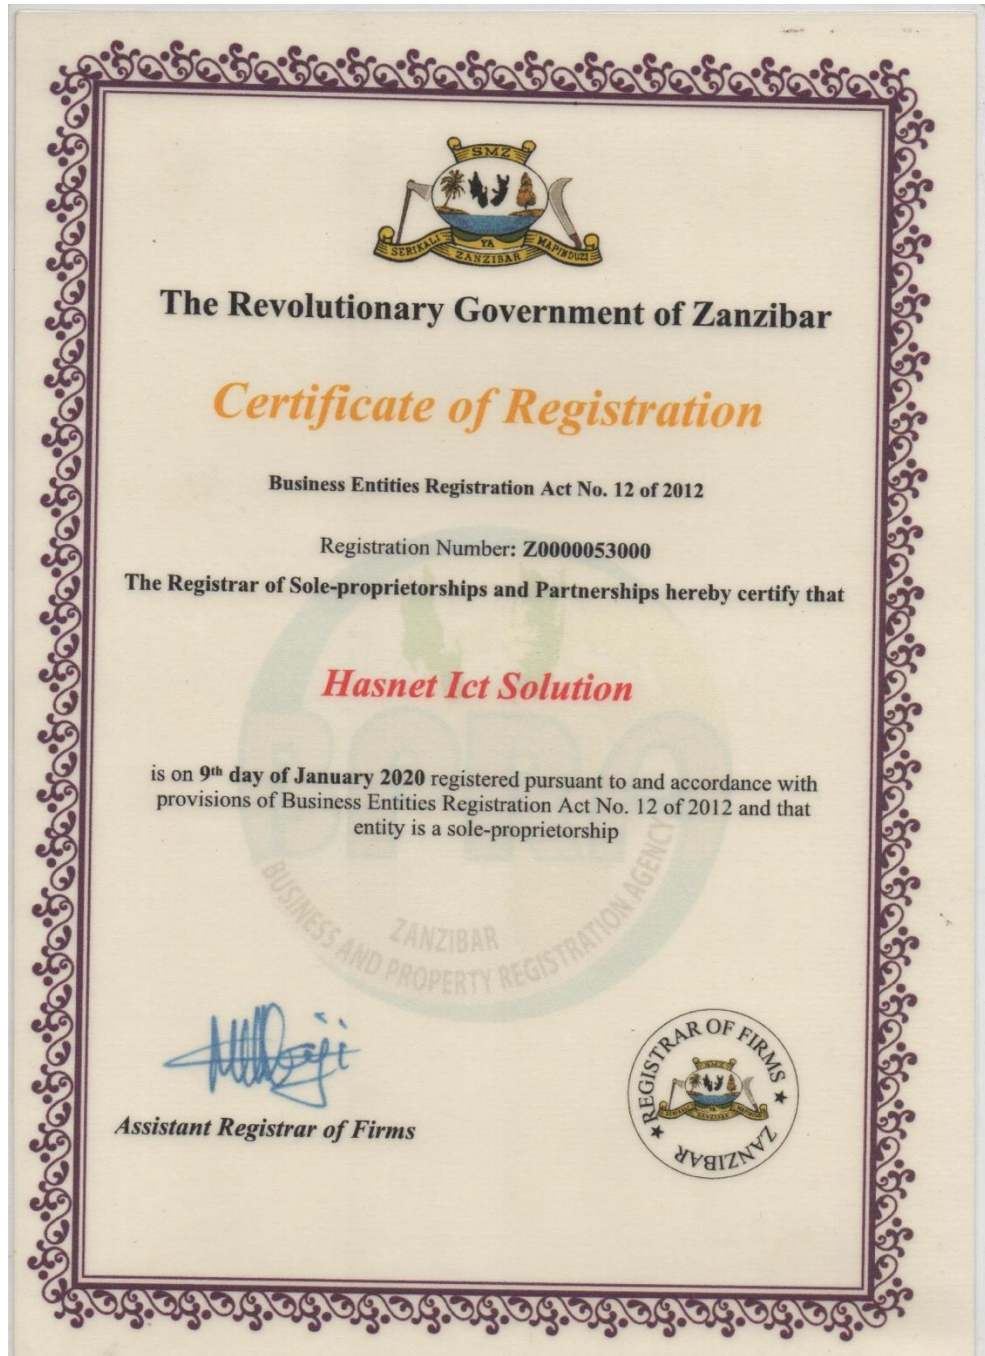 SMZ
SERIKALI YA MAPINDUZI
ZANZIBAR
The Revolutionary Government of Zanzibar
Certificate of Registration
Business Entities Registration Act No. 12 of 2012
Registration Number: Z0000053000
The Registrar of Sole-proprietorships and Partnerships hereby certify that
Hasnet Ict Solution
is on 9th day of January 2020 registered pursuant to and accordance with
provisions of Business Entities Registration Act No. 12 of 2012 and that
entity is a sole-proprietorship
ZANZIBAR
BUSINESS AND PROPERTY REGISTRATION AGENCY
Assistant Registrar of Firms
REGISTRAR OF FIRMS
ZANZIBAR